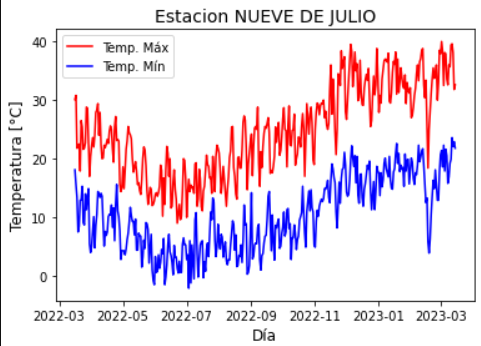 Estacion NUEVE DE JULIO
Temp. Máx
Temp. Mín
Temperatura [°C]
40
30
20
10
0
2022-03 2022-05 2022-07 2022-09 2022-11 2023-01 2023-03
Día